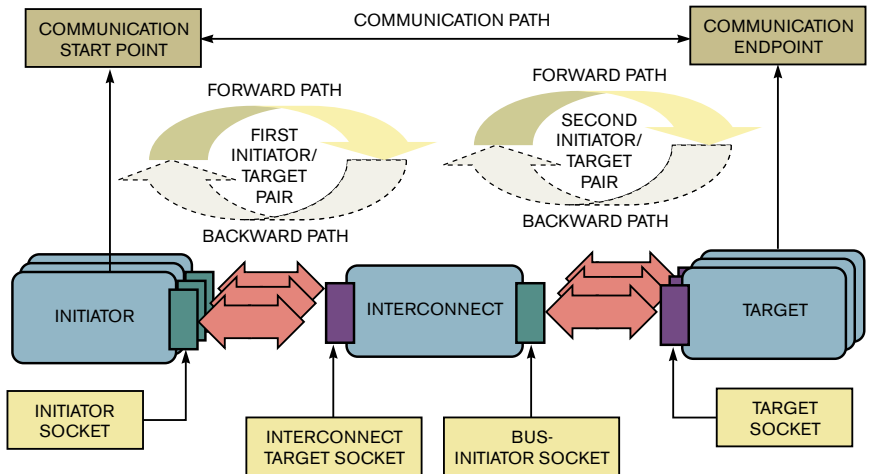 COMMUNICATION
START POINT
COMMUNICATION PATH
COMMUNICATION
ENDPOINT
FORWARD PATH
FIRST
INITIATOR/
TARGET
PAIR
BACKWARD PATH
FORWARD PATH
SECOND
INITIATOR/
TARGET
PAIR
BACKWARD PATH
INITIATOR
INTERCONNECT
TARGET
INITIATOR
SOCKET
INTERCONNECT
TARGET SOCKET
BUS-
INITIATOR SOCKET
TARGET
SOCKET